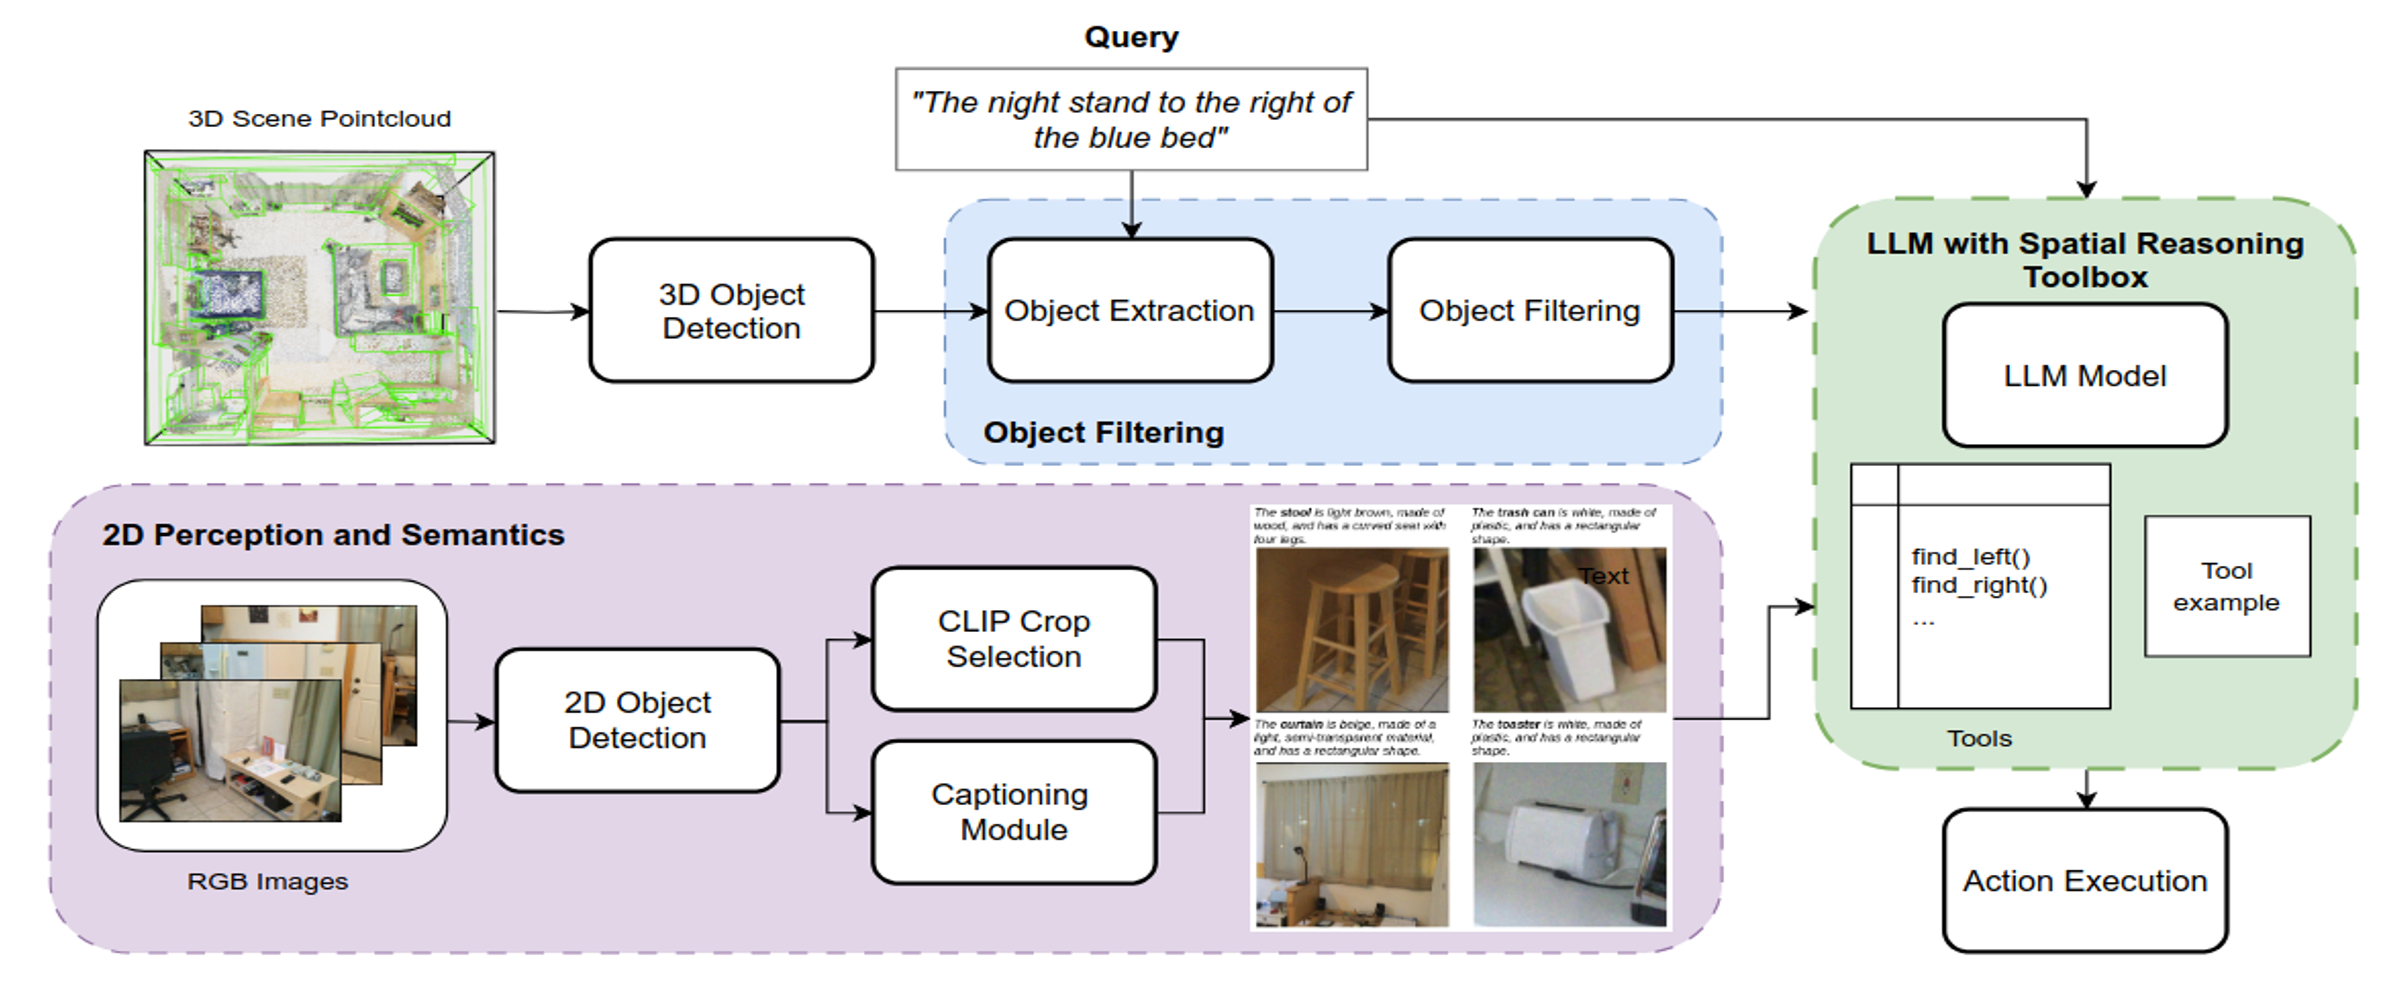 Query
"The night stand to the right of
the blue bed"
3D Scene Pointcloud
3D Object
Detection
Object Extraction
Object Filtering
Object Filtering
LLM with Spatial Reasoning
Toolbox
LLM Model
find_left()
find_right()
...
Tool
example
Tools
Action Execution
2D Perception and Semantics
RGB Images
2D Object
Detection
CLIP Crop
Selection
Captioning
Module
The stool is light brown, made of
wood, and has a curved seat with
four legs.
The trash can is white, made of
plastic, and has a rectangular
shape.
Text
The curtain is beige, made of a
light, semi-transparent material,
and has a rectangular shape.
The toaster is white, made of
plastic, and has a rectangular
shape.